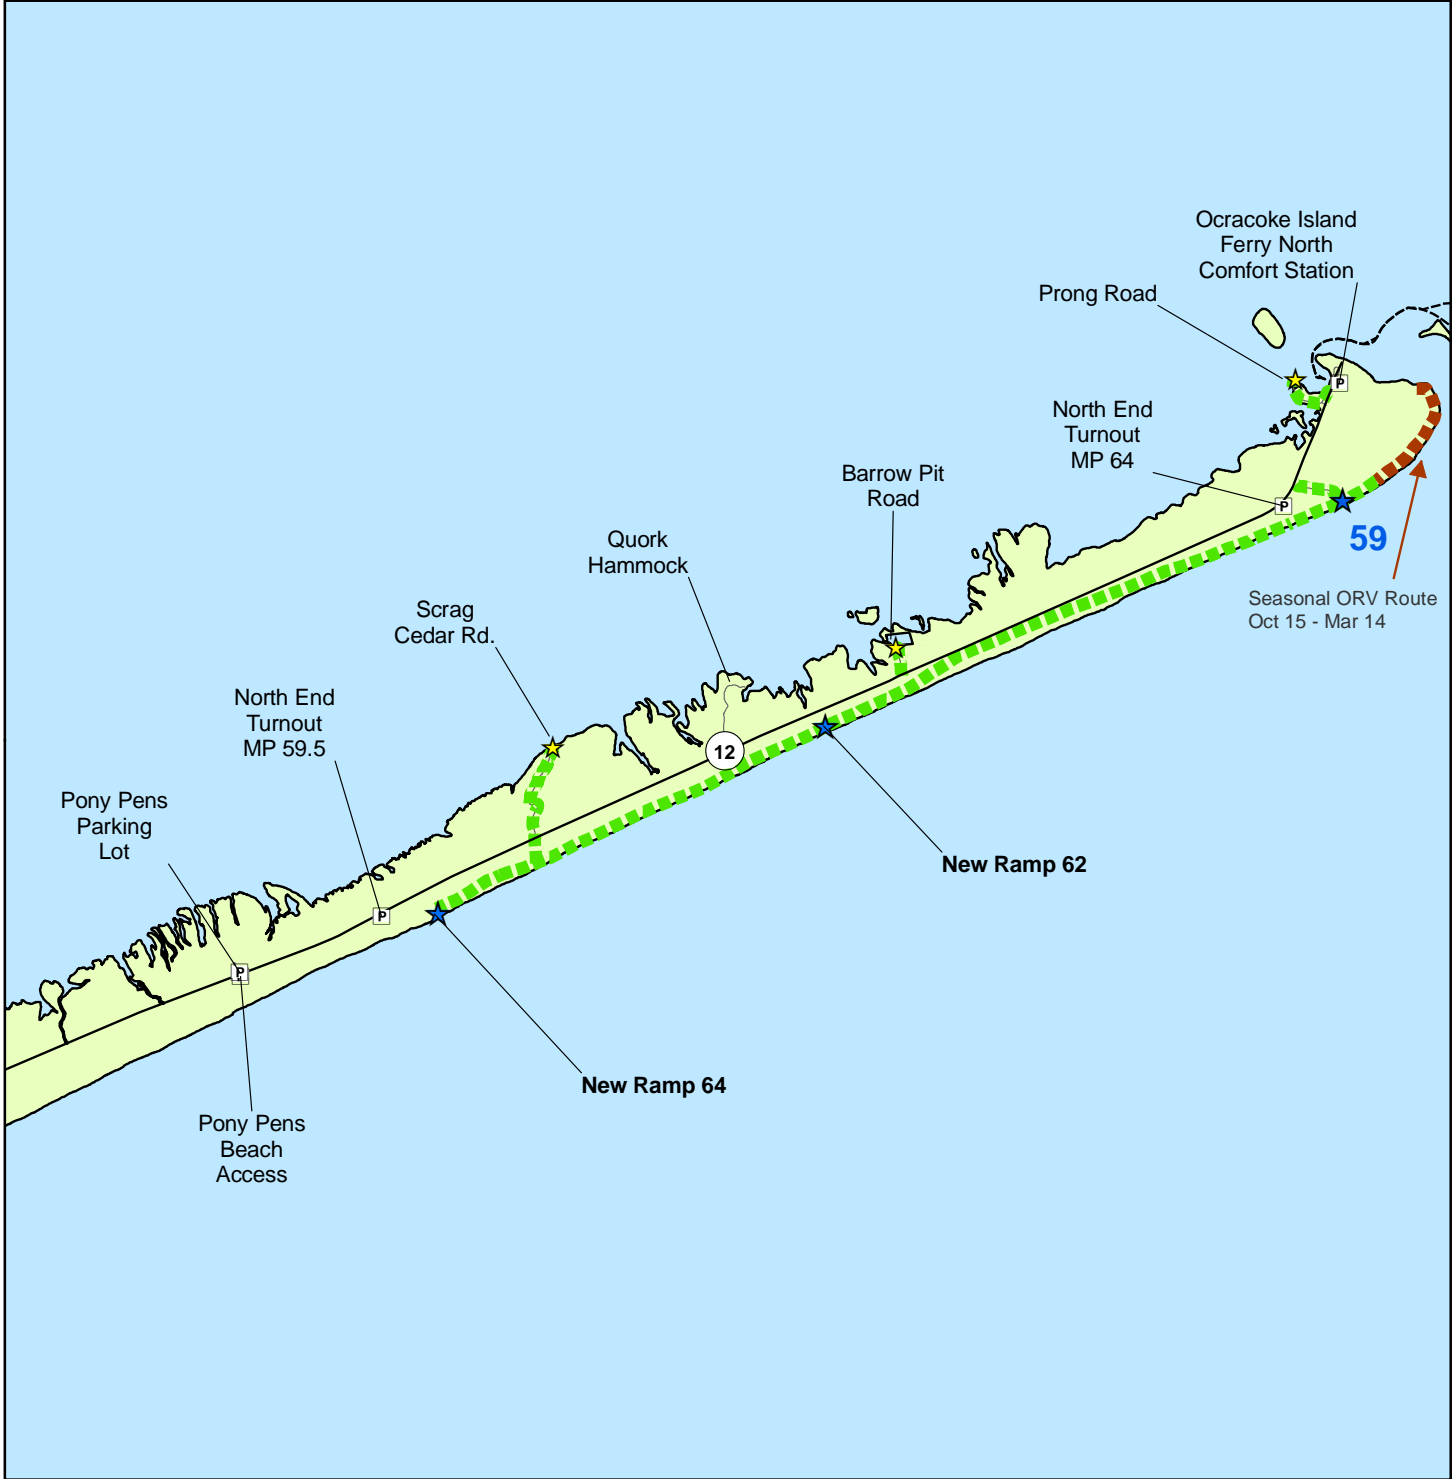 Ocracoke Island
Ferry North
Comfort Station
Prong Road
P
North End
Turnout
MP 64
P
59
Seasonal ORV Route
Oct 15 - Mar 14
Barrow Pit
Road
Quork
Hammock
Scrag
Cedar Rd.
North End
Turnout
MP 59.5
12
New Ramp 62
Pony Pens
Parking
Lot
P
P
New Ramp 64
Pony Pens
Beach
Access